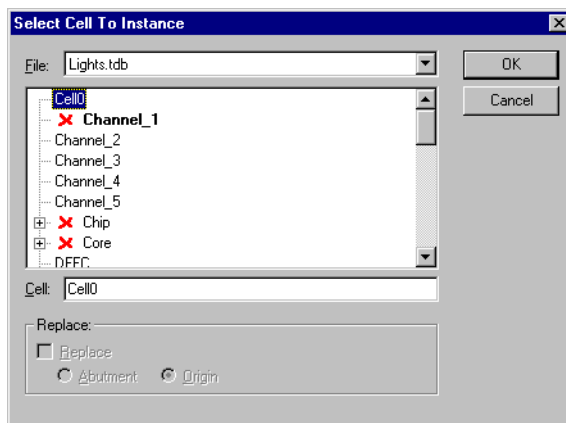 Select Cell To Instance
File: Lights.tdb
OK
Cell0
Cancel
Channel_1
Channel_2
Channel_3
Channel_4
Channel_5
Chip
Core
DFFC
Cell: Cell0
Replace:
Replace
Abutment Origin